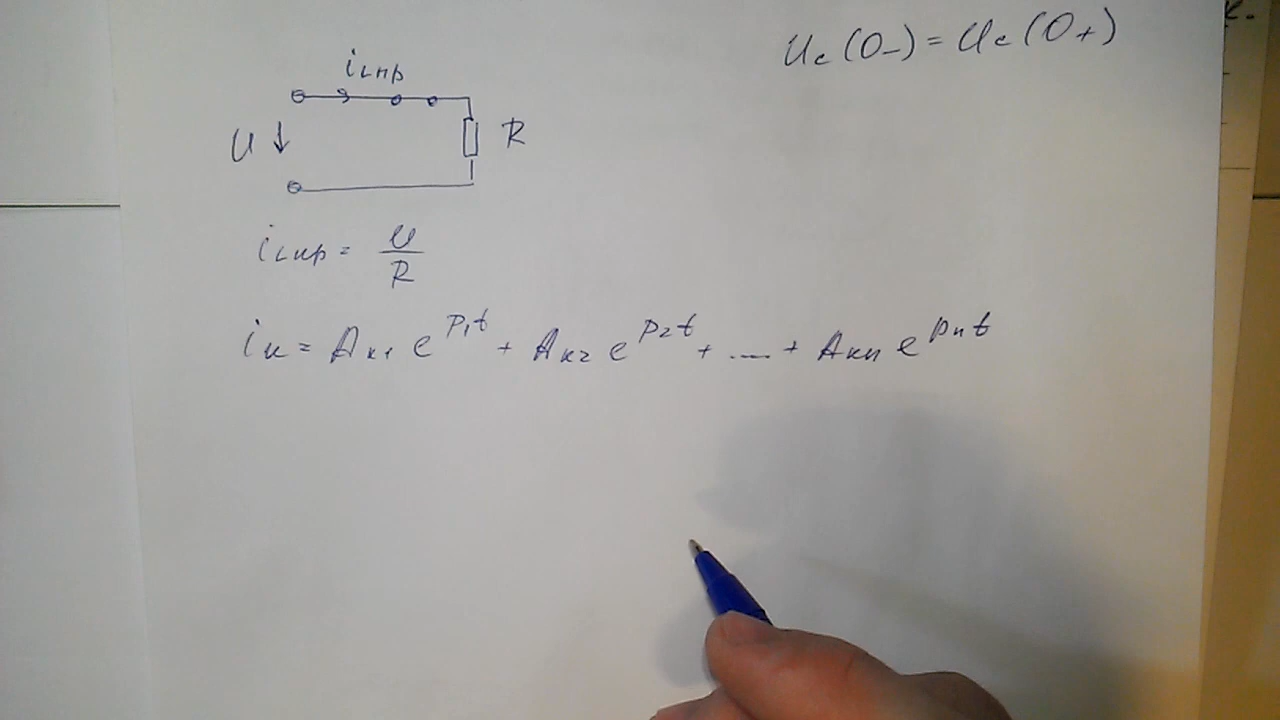 Uc(0-) = Uc(0+)
iLпр
U
R
iLпр = U/R
iк = Aк1 e^p1t + Aк2 e^p2t + .... + Aкn e^pnt